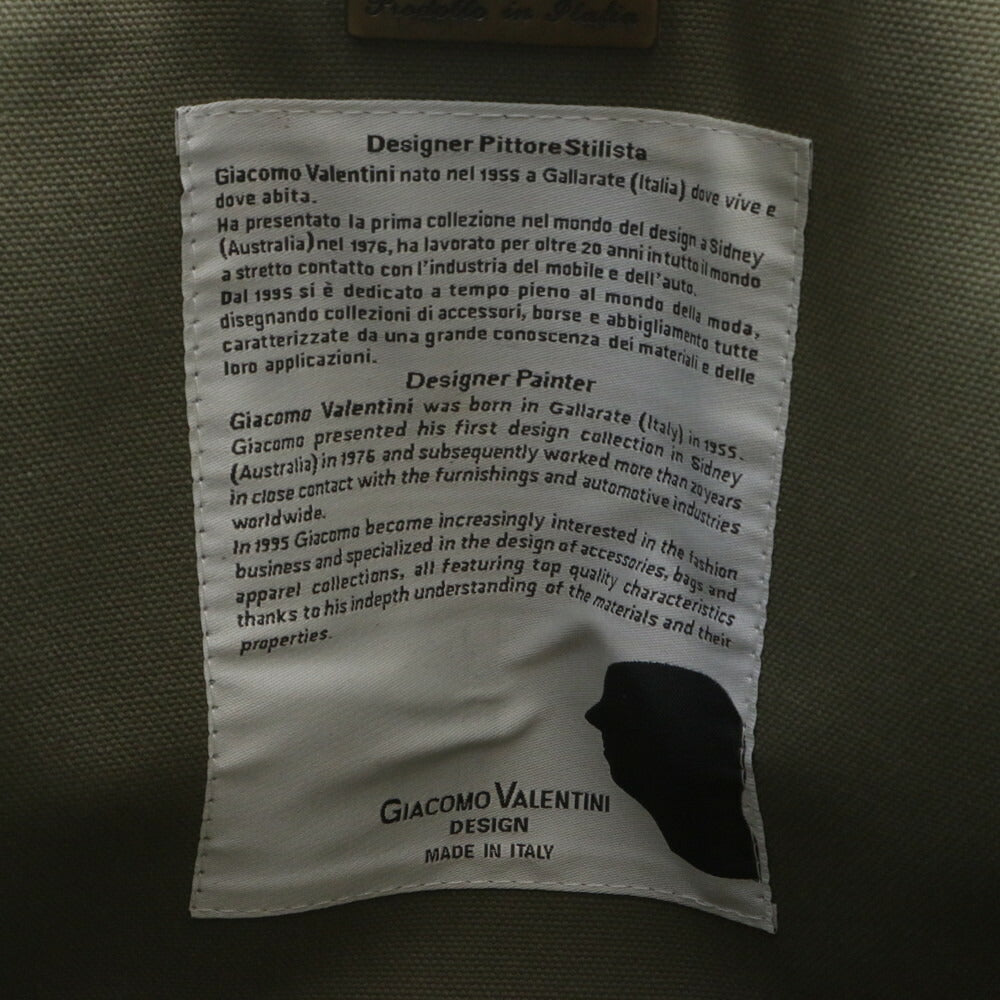 Prodotto in Italia
Designer Pittore Stilista
Giacomo Valentini nato nel 1955 a Gallarate (Italia) dove vive e
dove abita.
Ha presentato la prima collezione nel mondo del design a Sidney
(Australia) nel 1976, ha lavorato per oltre 20 anni in tutto il mondo
a stretto contatto con l'industria del mobile e dell'auto.
Dal 1995 si è dedicato a tempo pieno al mondo della moda,
disegnando collezioni di accessori, borse e abbigliamento tutte
caratterizzate da una grande conoscenza dei materiali e delle
loro applicazioni.
Designer Painter
Giacomo Valentini was born in Gallarate (Italy) in 1955.
Giacomo presented his first design collection in Sidney
(Australia) in 1976 and subsequently worked more than 20 years
in close contact with the furnishings and automotive industries
worldwide.
In 1995 Giacomo become increasingly interested in the fashion
business and specialized in the design of accessories, bags and
apparel collections, all featuring top quality characteristics
thanks to his indepth understanding of the materials and their
properties.
GIACOMO VALENTINI
DESIGN
MADE IN ITALY